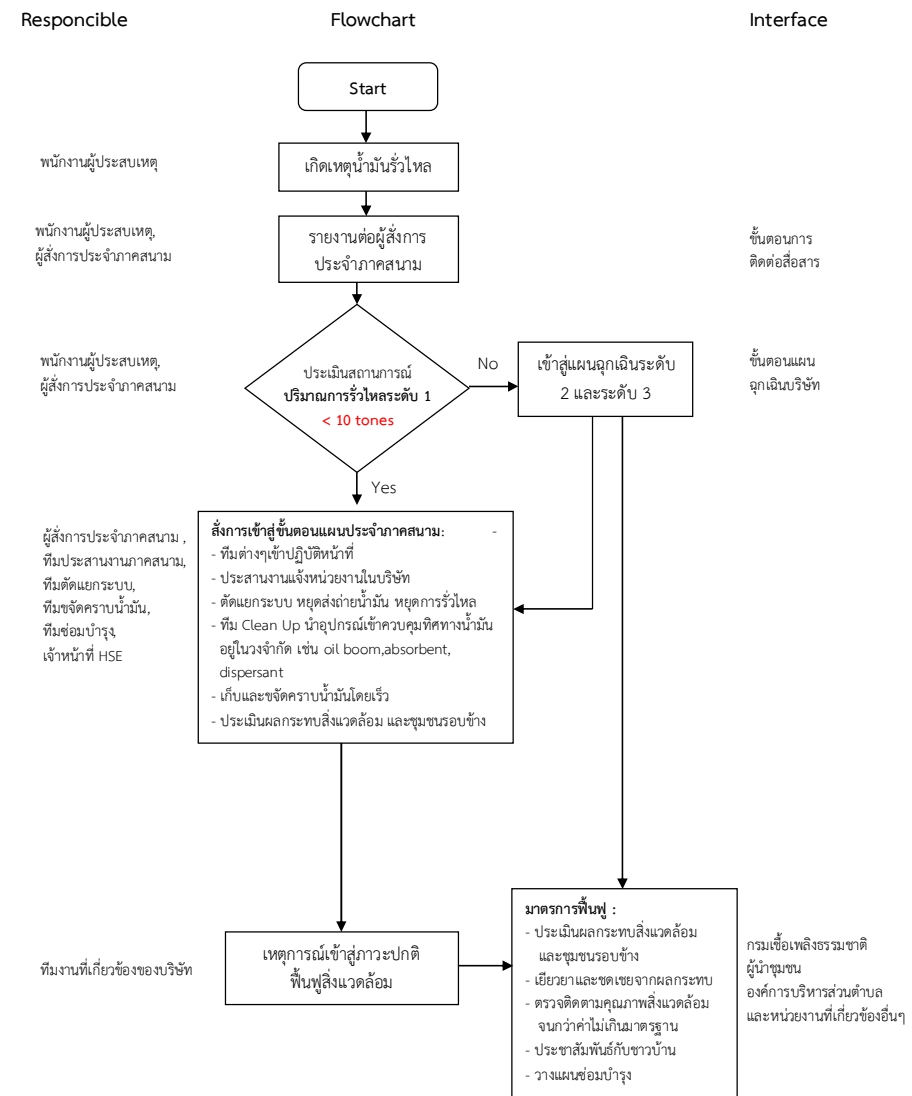 Responcible
Flowchart
Interface
Start
พนักงานผู้ประสบเหตุ
เกิดเหตุน้ำมันรั่วไหล
พนักงานผู้ประสบเหตุ,
ผู้สั่งการประจำภาคสนาม
รายงานต่อผู้สั่งการ
ประจำภาคสนาม
ขั้นตอนการ
ติดต่อสื่อสาร
พนักงานผู้ประสบเหตุ,
ผู้สั่งการประจำภาคสนาม
ประเมินสถานการณ์
ปริมาณการรั่วไหลระดับ 1
< 10 tones
No
เข้าสู่แผนฉุกเฉินระดับ
2 และระดับ 3
ขั้นตอนแผน
ฉุกเฉินบริษัท
Yes
ผู้สั่งการประจำภาคสนาม ,
ทีมประสานงานภาคสนาม,
ทีมตัดแยกระบบ,
ทีมขจัดคราบน้ำมัน,
ทีมซ่อมบำรุง,
เจ้าหน้าที่ HSE
สั่งการเข้าสู่ขั้นตอนแผนประจำภาคสนาม: -
- ทีมต่างๆเข้าปฏิบัติหน้าที่
- ประสานงานแจ้งหน่วยงานในบริษัท
- ตัดแยกระบบ หยุดส่งถ่ายน้ำมัน หยุดการรั่วไหล
- ทีม Clean Up นำอุปกรณ์เข้าควบคุมทิศทางน้ำมัน
อยู่ในวงจำกัด เช่น oil boom,absorbent,
dispersant
- เก็บและขจัดคราบน้ำมันโดยเร็ว
- ประเมินผลกระทบสิ่งแวดล้อม และชุมชนรอบข้าง
ทีมงานที่เกี่ยวข้องของบริษัท
เหตุการณ์เข้าสู่ภาวะปกติ
ฟื้นฟูสิ่งแวดล้อม
มาตรการฟื้นฟู :
- ประเมินผลกระทบสิ่งแวดล้อม
และชุมชนรอบข้าง
- เยียวยาและชดเชยจากผลกระทบ
- ตรวจติดตามคุณภาพสิ่งแวดล้อม
จนกว่าค่าไม่เกินมาตรฐาน
- ประชาสัมพันธ์กับชาวบ้าน
- วางแผนซ่อมบำรุง
กรมเชื้อเพลิงธรรมชาติ
ผู้นำชุมชน
องค์การบริหารส่วนตำบล
และหน่วยงานที่เกี่ยวข้องอื่นๆ